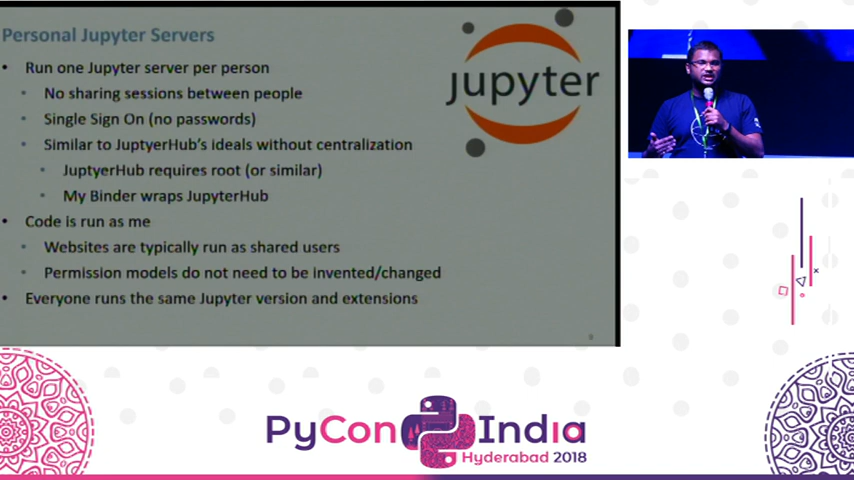 Personal Jupyter Servers
• Run one Jupyter server per person
• No sharing sessions between people
• Single Sign On (no passwords)
• Similar to JuptyerHub's ideals without centralization
• JuptyerHub requires root (or similar)
• My Binder wraps JupyterHub
• Code is run as me
• Websites are typically run as shared users
• Permission models do not need to be invented/changed
• Everyone runs the same Jupyter version and extensions
jupyter
9
PyCon India
Hyderabad 2018